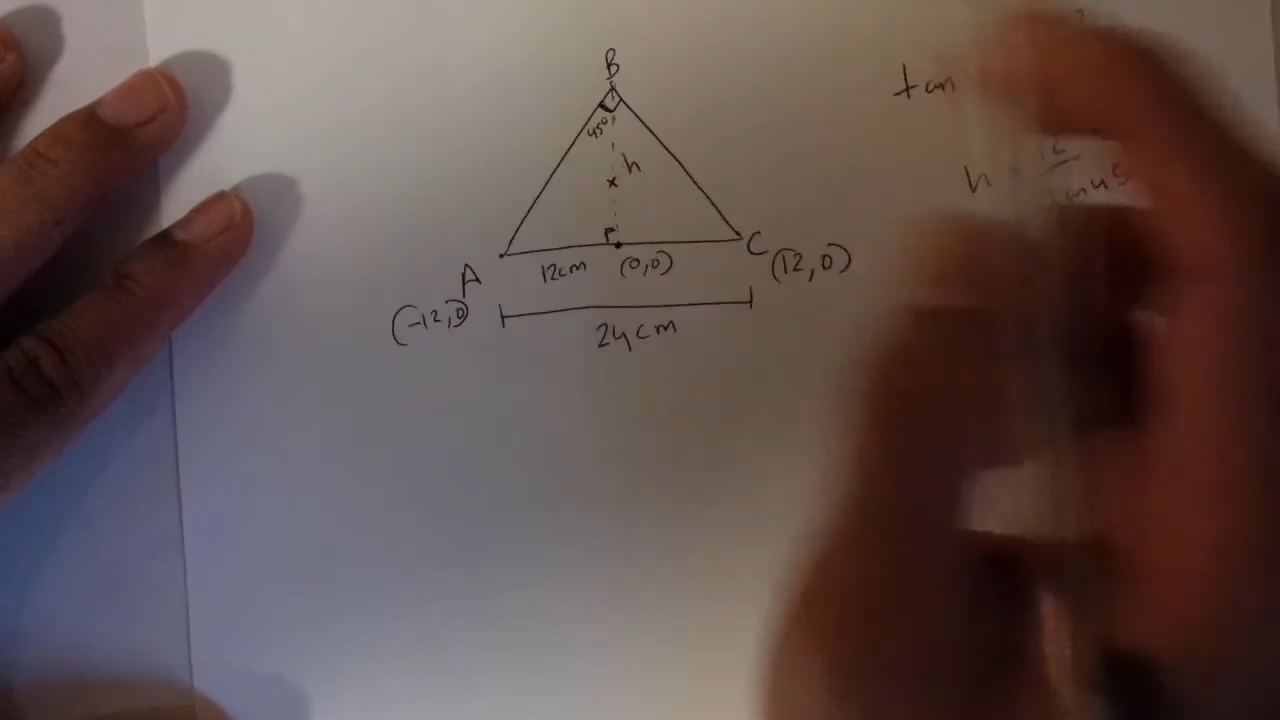 B
tan
45°
h
x
h
P
A
12cm
(0,0)
C
(12,0)
(-12,0)
24cm